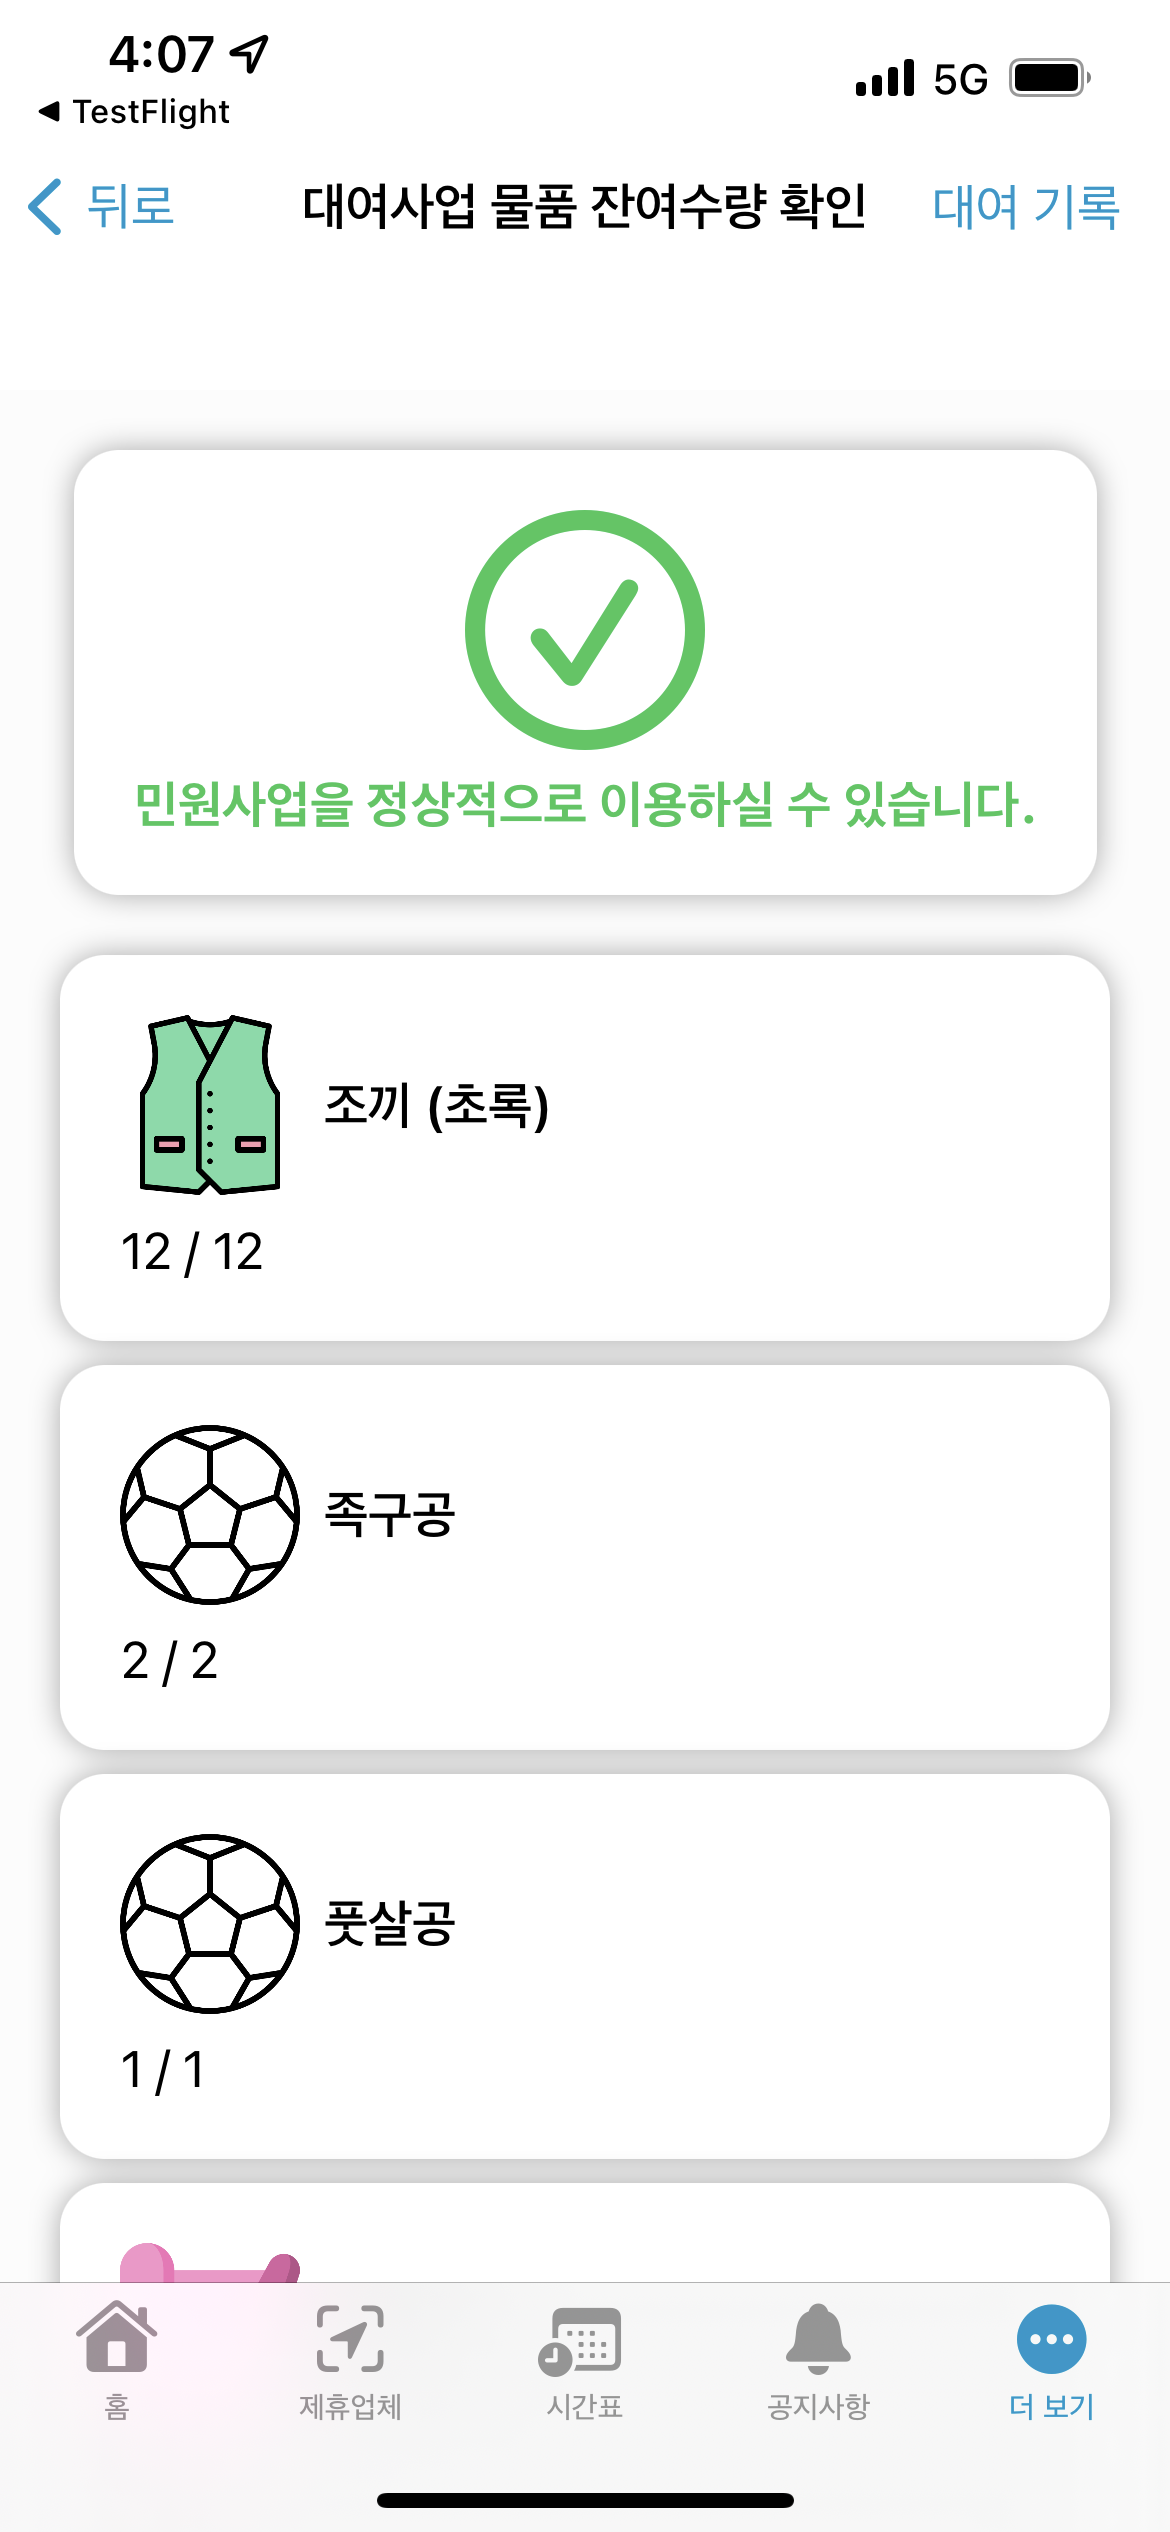 4:07
5G
TestFlight
뒤로
대여사업 물품 잔여수량 확인
대여 기록
민원사업을 정상적으로 이용하실 수 있습니다.
조끼 (초록)
12 / 12
족구공
2 / 2
풋살공
1 / 1
홈
제휴업체
시간표
공지사항
더 보기